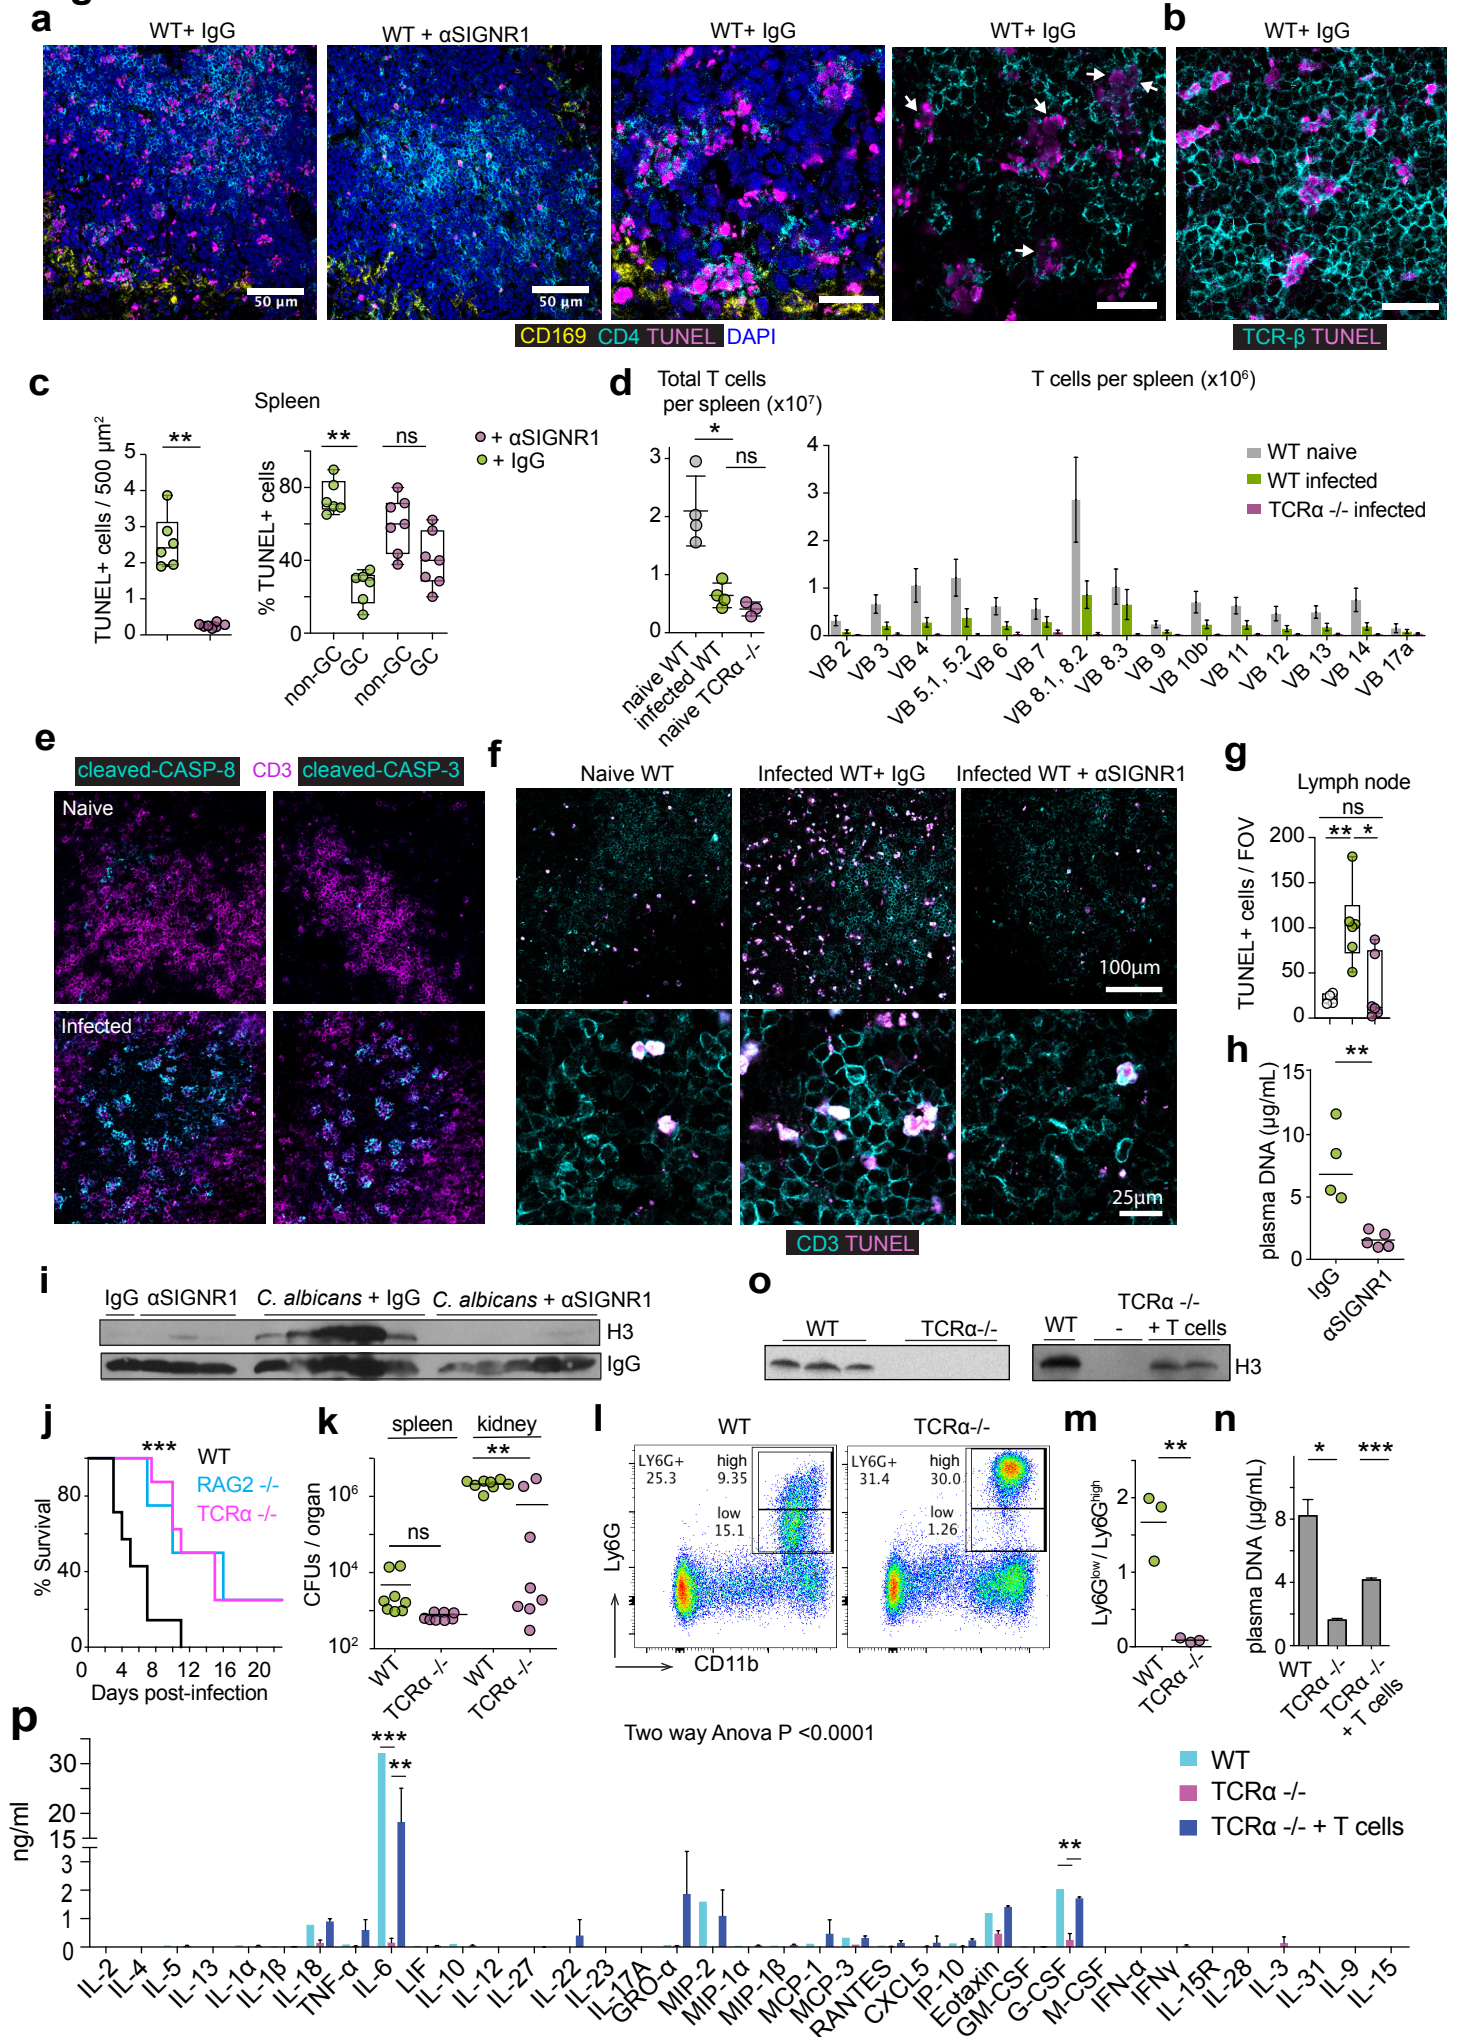 a
WT+ IgG
WT + αSIGNR1
WT+ IgG
WT+ IgG
b
WT+ IgG
50 µm
50 µm
CD169 CD4 TUNEL DAPI
TCR-β TUNEL
c
Spleen
TUNEL+ cells / 500 µm²
5
4
3
2
1
0
**
% TUNEL+ cells
80
40
0
**
ns
non-GC
GC
non-GC
GC
+ αSIGNR1
+ IgG
d
Total T cells
per spleen (x10⁷)
3
2
1
0
*
ns
naive WT
infected WT
naive TCRα -/-
T cells per spleen (x10⁶)
4
3
2
1
0
WT naive
WT infected
TCRα -/- infected
VB 2
VB 3
VB 4
VB 5.1, 5.2
VB 6
VB 7
VB 8.1, 8.2
VB 8.3
VB 9
VB 10b
VB 11
VB 12
VB 13
VB 14
VB 17a
e
cleaved-CASP-8 CD3 cleaved-CASP-3
Naive
Infected
f
Naive WT
Infected WT+ IgG
Infected WT + αSIGNR1
100µm
25µm
CD3 TUNEL
g
Lymph node
ns
** *
TUNEL+ cells / FOV
200
150
100
50
0
h
**
plasma DNA (µg/mL)
15
10
5
0
IgG
αSIGNR1
i
IgG αSIGNR1 C. albicans + IgG C. albicans + αSIGNR1
H3
IgG
o
WT
TCRα-/-
WT
-
TCRα -/-
+ T cells
H3
j
***
WT
RAG2 -/-
TCRα -/-
% Survival
80
40
0
0 4 8 12 16 20
Days post-infection
k
spleen
kidney
**
ns
CFUs / organ
10⁶
10⁴
10²
WT
TCRα -/-
WT
TCRα -/-
l
WT
TCRα-/-
LY6G+
25.3
high
9.35
low
15.1
LY6G+
31.4
high
30.0
low
1.26
Ly6G
CD11b
m
**
Ly6Glow/ Ly6Ghigh
2
1
0
WT
TCRα -/-
n
*
***
plasma DNA (µg/mL)
8
4
0
WT
TCRα -/-
TCRα -/-
+ T cells
p
Two way Anova P <0.0001
WT
TCRα -/-
TCRα -/- + T cells
***
**
**
ng/ml
30
20
15
3
2
1
0
IL-2
IL-4
IL-5
IL-13
IL-1α
IL-1β
IL-18
TNF-α
IL-6
LIF
IL-10
IL-12
IL-27
IL-22
IL-23
IL-17A
GRO-α
MIP-2
MIP-1α
MIP-1β
MCP-1
MCP-3
RANTES
CXCL5
IP-10
Eotaxin
GM-CSF
G-CSF
M-CSF
IFN-α
IFNγ
IL-15R
IL-28
IL-3
IL-31
IL-9
IL-15